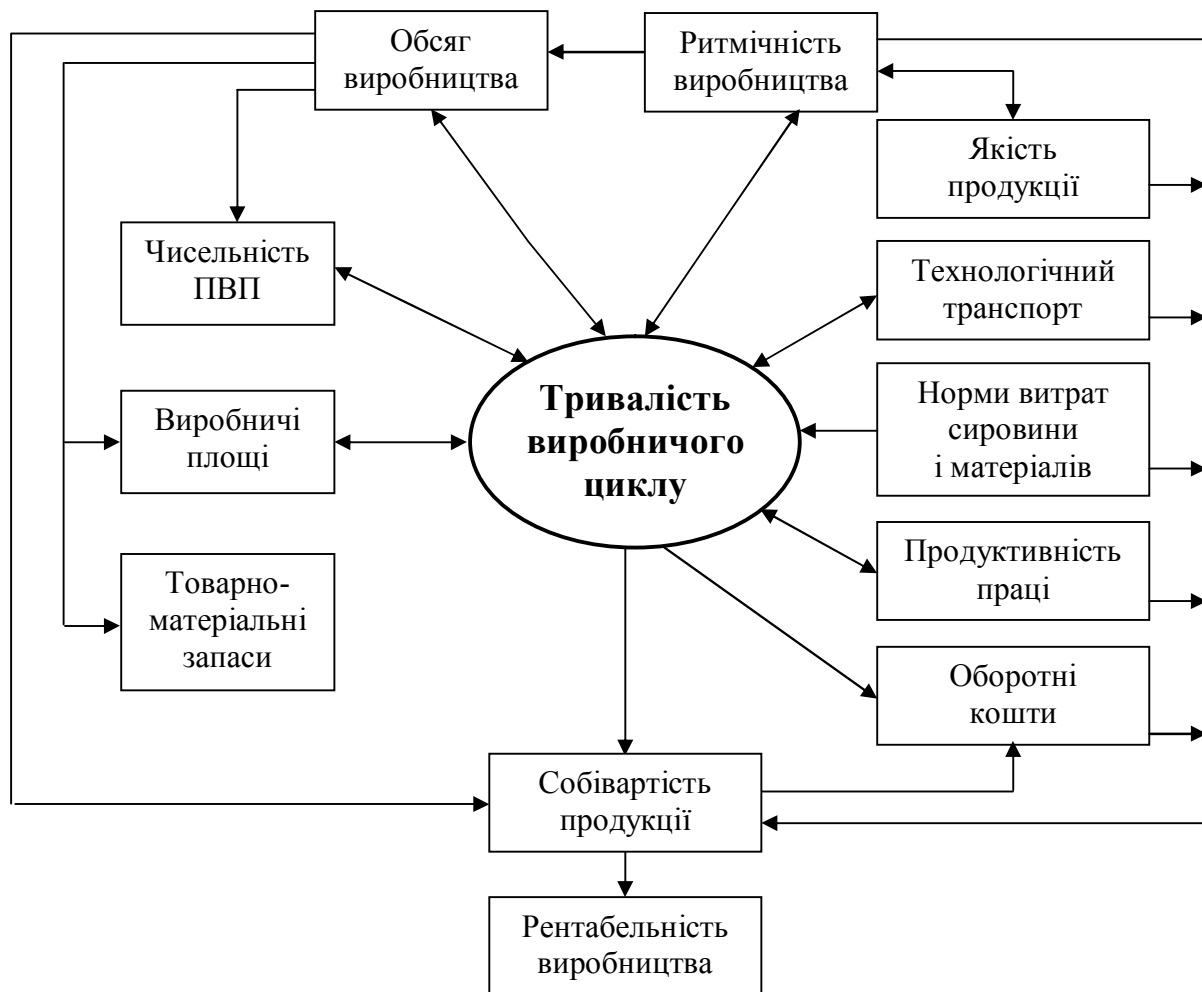 Обсяг
виробництва
Ритмічність
виробництва
Якість
продукції
Чисельність
ПВП
Технологічний
транспорт
Тривалість
виробничого
циклу
Норми витрат
сировини
і матеріалів
Виробничі
площі
Продуктивність
праці
Товарно-
матеріальні
запаси
Оборотні
кошти
Собівартість
продукції
Рентабельність
виробництва